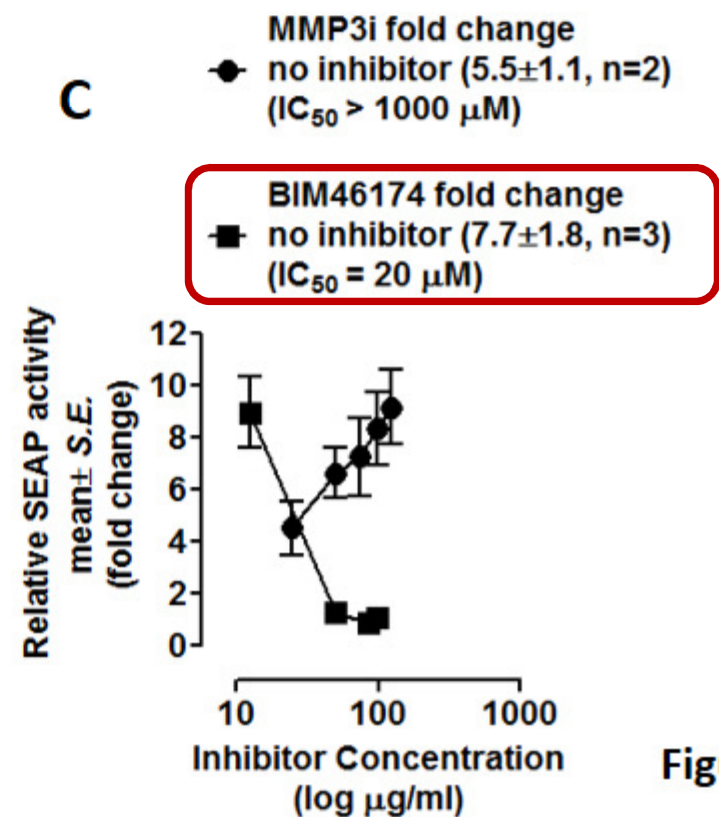 C
MMP3i fold change
no inhibitor (5.5±1.1, n=2)
(IC50 > 1000 μM)
BIM46174 fold change
no inhibitor (7.7±1.8, n=3)
(IC50 = 20 μM)
Relative SEAP activity
mean± S.E.
(fold change)
12
10
8
6
4
2
0
10 100 1000
Inhibitor Concentration
(log μg/ml)
Figu